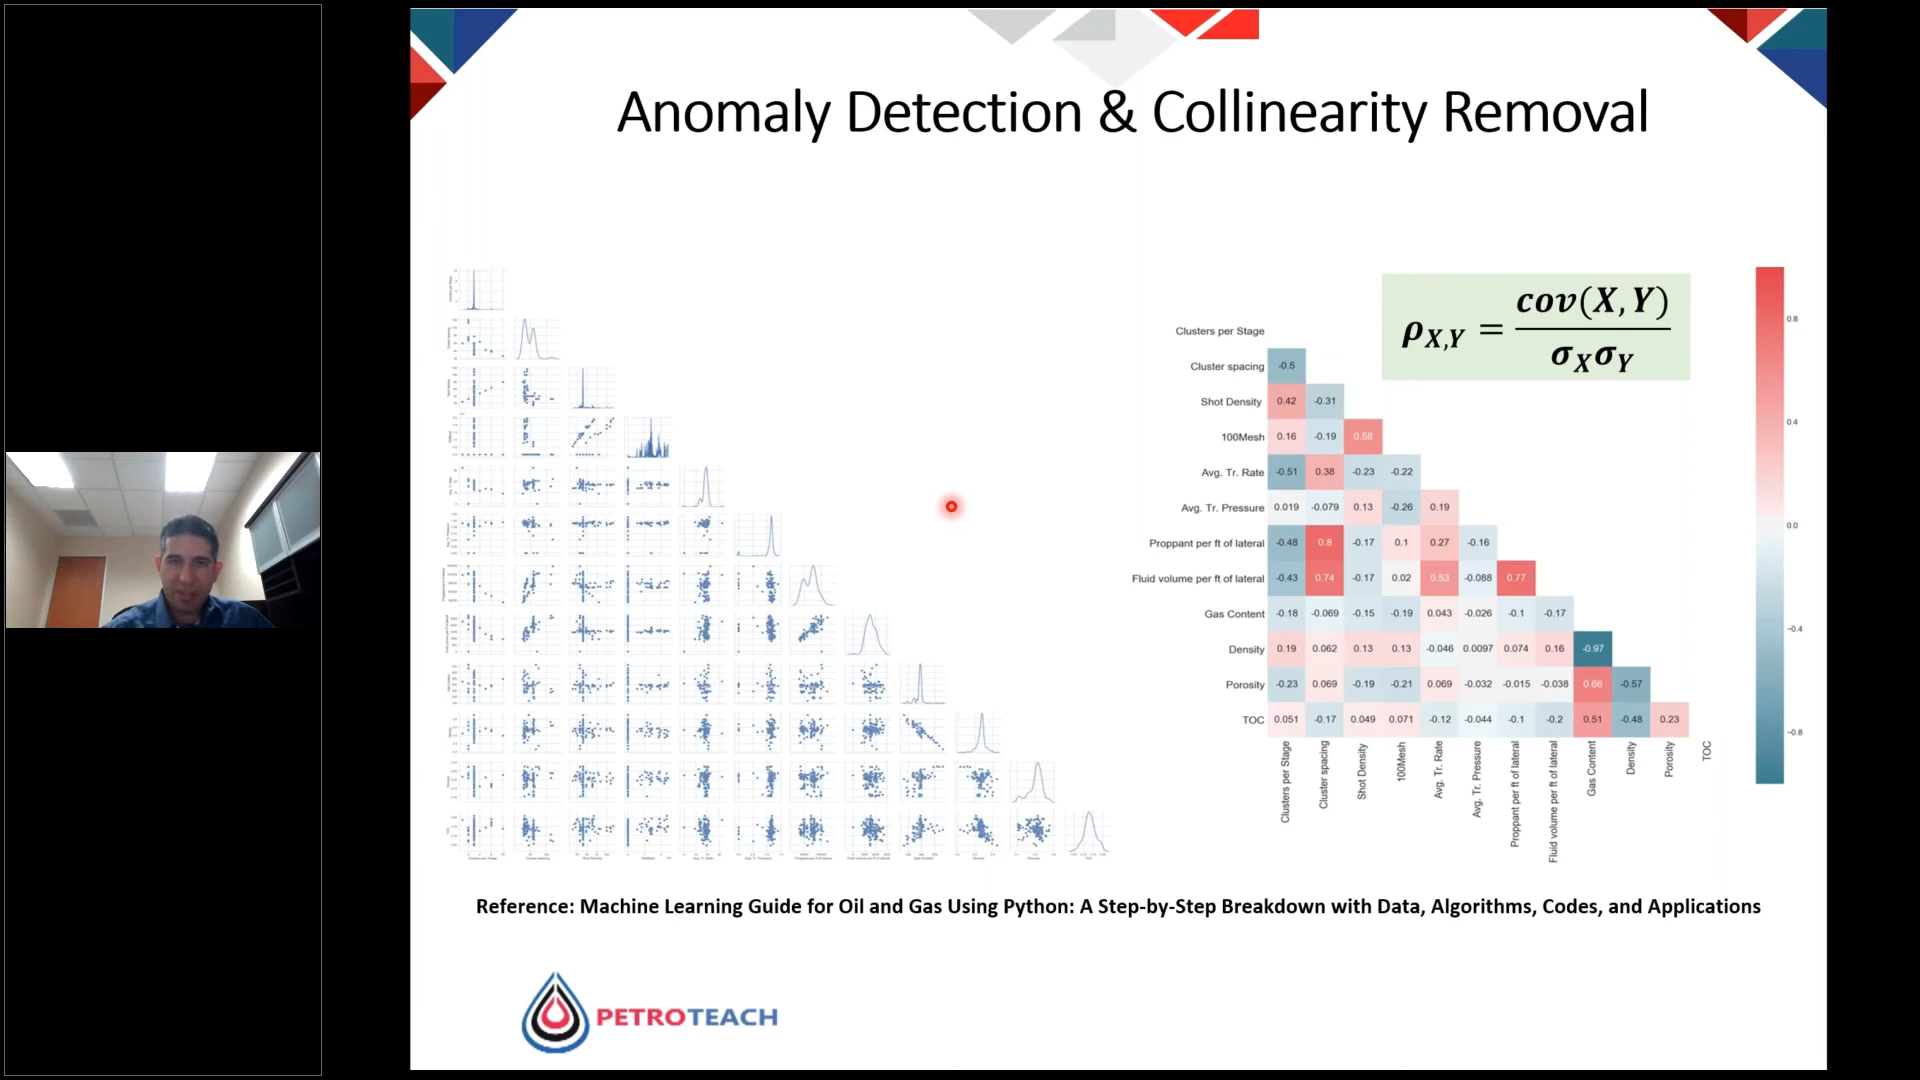 Anomaly Detection & Collinearity Removal
ρX,Y = cov(X, Y) / σXσY
0.8
0.4
0.0
-0.4
-0.8
Clusters per Stage
Cluster spacing -0.5
Shot Density 0.42 -0.31
100Mesh 0.16 -0.19 0.58
Avg. Tr. Rate -0.51 0.38 -0.23 -0.22
Avg. Tr. Pressure 0.019 -0.079 0.13 -0.26 0.19
Proppant per ft of lateral -0.48 0.8 -0.17 0.1 0.27 -0.16
Fluid volume per ft of lateral -0.43 0.74 -0.17 0.02 0.53 -0.088 0.77
Gas Content -0.18 -0.069 -0.15 -0.19 0.043 -0.026 -0.1 -0.17
Density 0.19 0.062 0.13 0.13 -0.046 0.0097 0.074 0.16 -0.97
Porosity -0.23 0.069 -0.19 -0.21 0.069 -0.032 -0.015 -0.038 0.66 -0.57
TOC 0.051 -0.17 0.049 0.071 -0.12 -0.044 -0.1 -0.2 0.51 -0.48 0.23
Clusters per Stage
Cluster spacing
Shot Density
100Mesh
Avg. Tr. Rate
Avg. Tr. Pressure
Proppant per ft of lateral
Fluid volume per ft of lateral
Gas Content
Density
Porosity
TOC
Reference: Machine Learning Guide for Oil and Gas Using Python: A Step-by-Step Breakdown with Data, Algorithms, Codes, and Applications
PETROTEACH